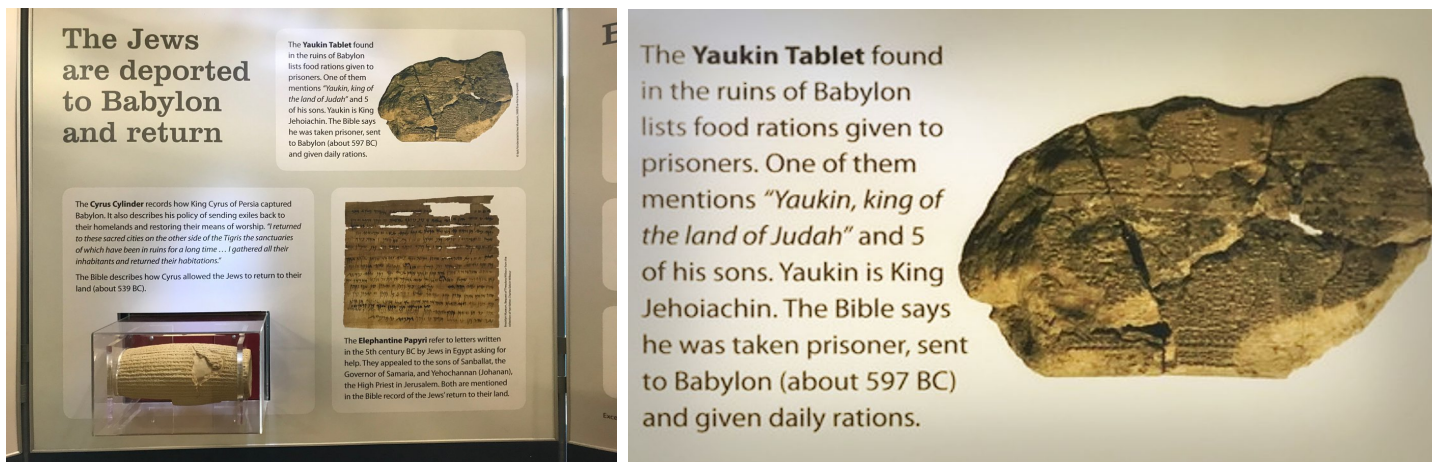 The Jews
are deported
to Babylon
and return
The Yaukin Tablet found
in the ruins of Babylon
lists food rations given to
prisoners. One of them
mentions "Yaukin, king of
the land of Judah" and 5
of his sons. Yaukin is King
Jehoiachin. The Bible says
he was taken prisoner, sent
to Babylon (about 597 BC)
and given daily rations.
The Cyrus Cylinder records how King Cyrus of Persia captured
Babylon. It also describes his policy of sending exiles back to
their homelands and restoring their means of worship. "I returned
to these sacred cities on the other side of the Tigris the sanctuaries
of which have been in ruins for a long time ... I gathered all their
inhabitants and returned their habitations."
The Bible describes how Cyrus allowed the Jews to return to their
land (about 539 BC).
The Elephantine Papyri refer to letters written
in the 5th century BC by Jews in Egypt asking for
help. They appealed to the sons of Sanballat, the
Governor of Samaria, and Yehochannan (Johanan),
the High Priest in Jerusalem. Both are mentioned
in the Bible record of the Jews' return to their land.
The Yaukin Tablet found
in the ruins of Babylon
lists food rations given to
prisoners. One of them
mentions "Yaukin, king of
the land of Judah" and 5
of his sons. Yaukin is King
Jehoiachin. The Bible says
he was taken prisoner, sent
to Babylon (about 597 BC)
and given daily rations.